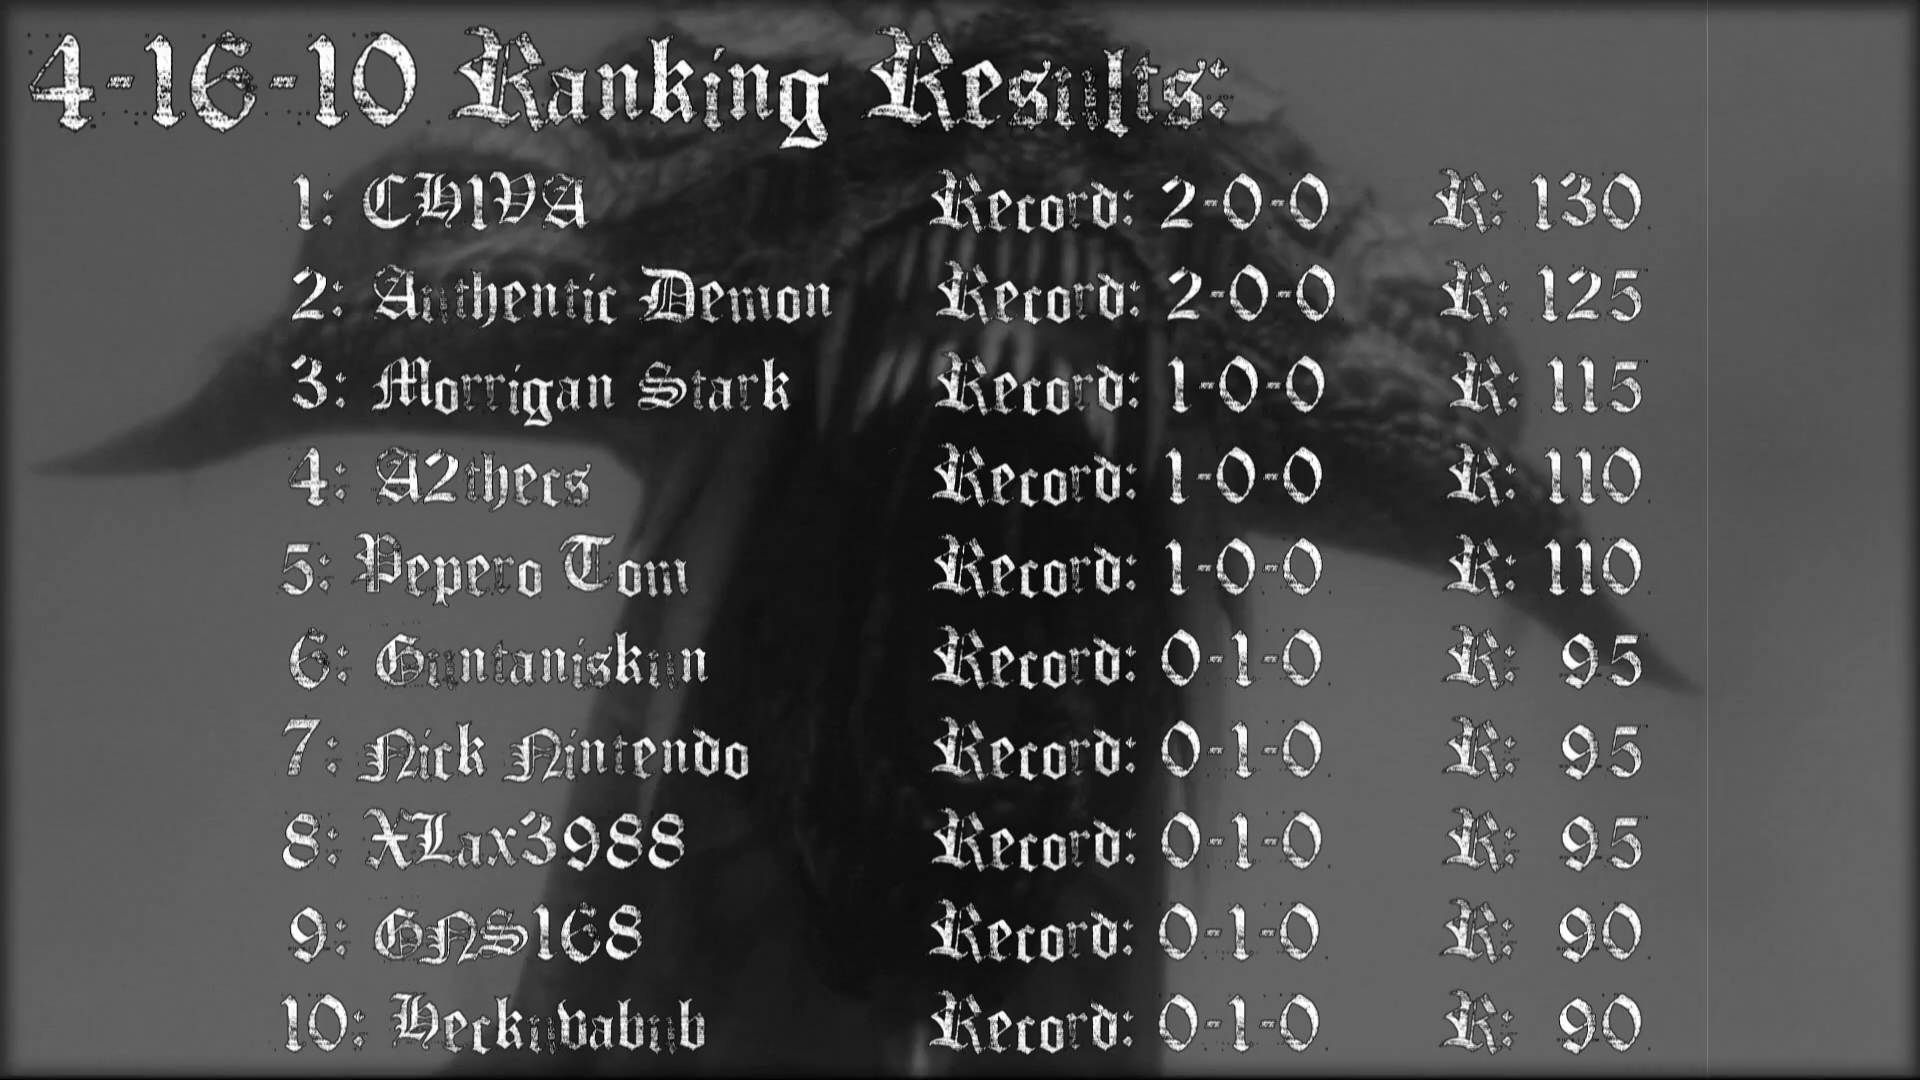 4-16-10 Ranking Results:
1: CHIVA Record: 2-0-0 R: 130
2: Authentic Demon Record: 2-0-0 R: 125
3: Morrigan Stark Record: 1-0-0 R: 115
4: A2thecs Record: 1-0-0 R: 110
5: Pepero Tom Record: 1-0-0 R: 110
6: Guntaniskun Record: 0-1-0 R: 95
7: Nick Nintendo Record: 0-1-0 R: 95
8: XLax3988 Record: 0-1-0 R: 95
9: GNS168 Record: 0-1-0 R: 90
10: Heckuvabub Record: 0-1-0 R: 90